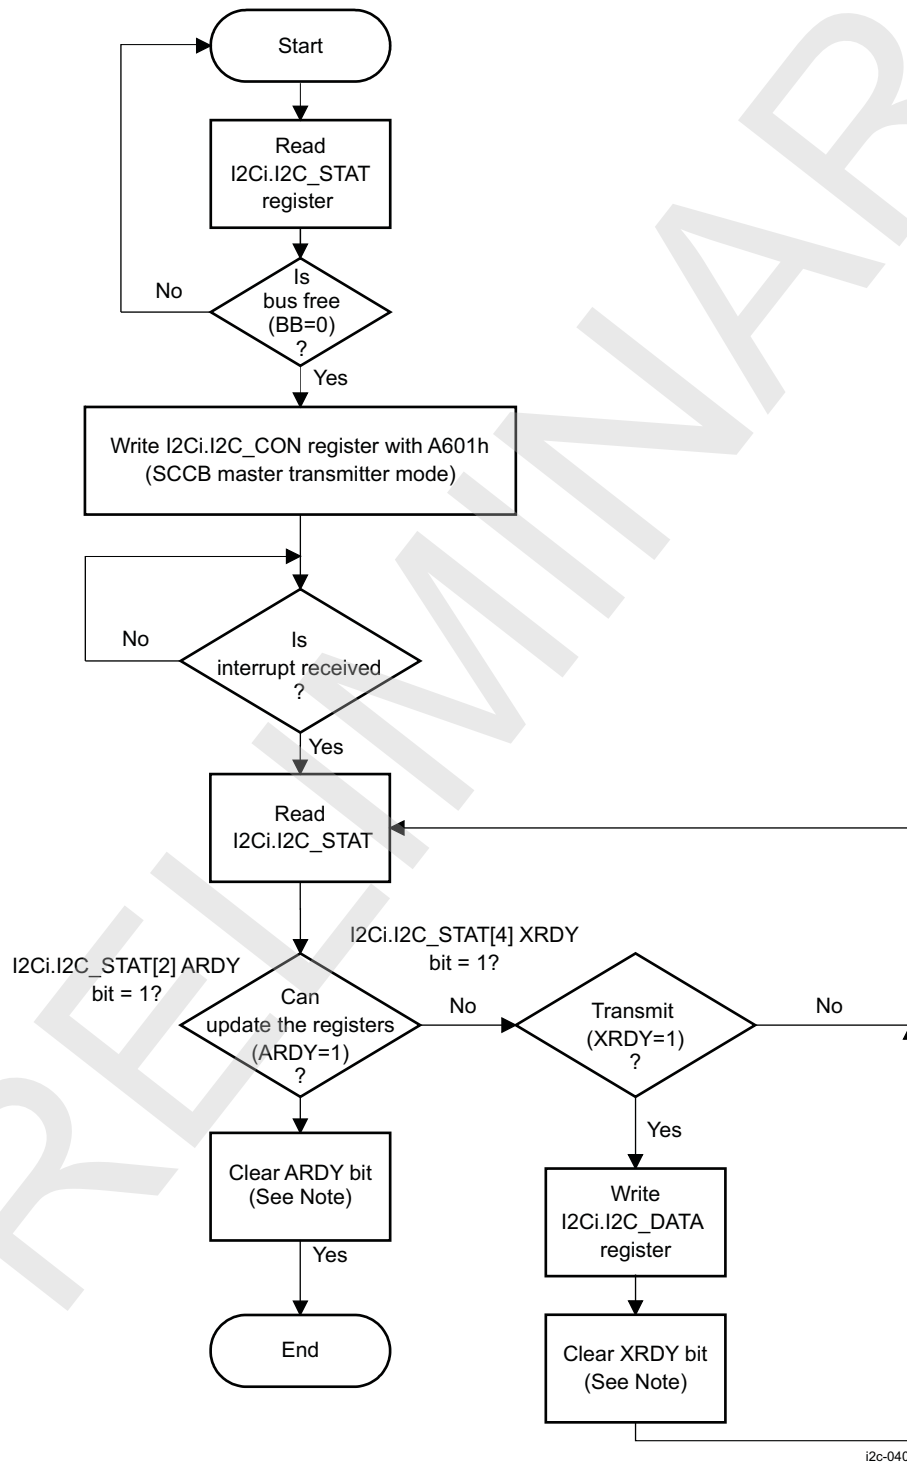 Start
Read
I2Ci.I2C_STAT
register
Is
bus free
(BB=0)
?
No
Yes
Write I2Ci.I2C_CON register with A601h
(SCCB master transmitter mode)
Is
interrupt received
?
No
Yes
Read
I2Ci.I2C_STAT
I2Ci.I2C_STAT[2] ARDY
bit = 1?
I2Ci.I2C_STAT[4] XRDY
bit = 1?
Can
update the registers
(ARDY=1)
?
No
Transmit
(XRDY=1)
?
No
Yes
Clear ARDY bit
(See Note)
Yes
Write
I2Ci.I2C_DATA
register
End
Clear XRDY bit
(See Note)
i2c-040
RELIMINAR